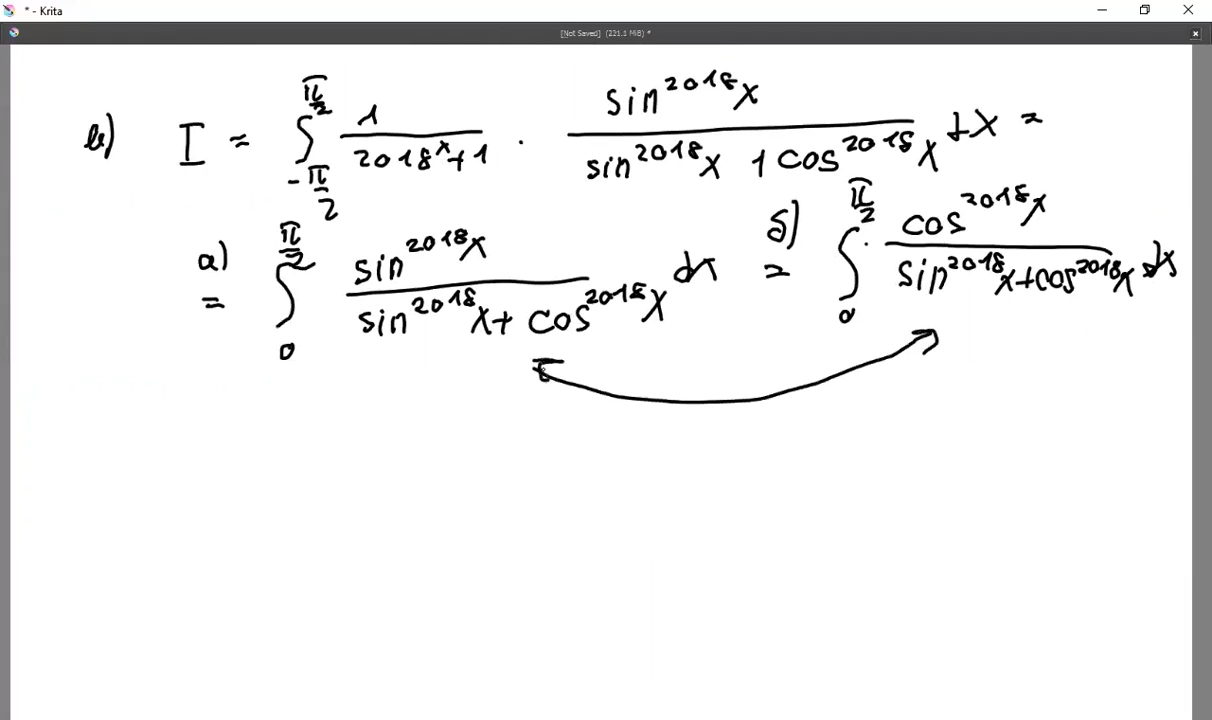 * - Krita
[Not Saved] (221.1 MiB) *
в) I = ∫_{-π/2}^{π/2} 1/(2018^x+1) · sin^{2018}x/(sin^{2018}x + cos^{2018}x) dx =
а) = ∫_0^{π/2} sin^{2018}x/(sin^{2018}x + cos^{2018}x) dx б) = ∫_0^{π/2} cos^{2018}x/(sin^{2018}x+cos^{2018}x) dx